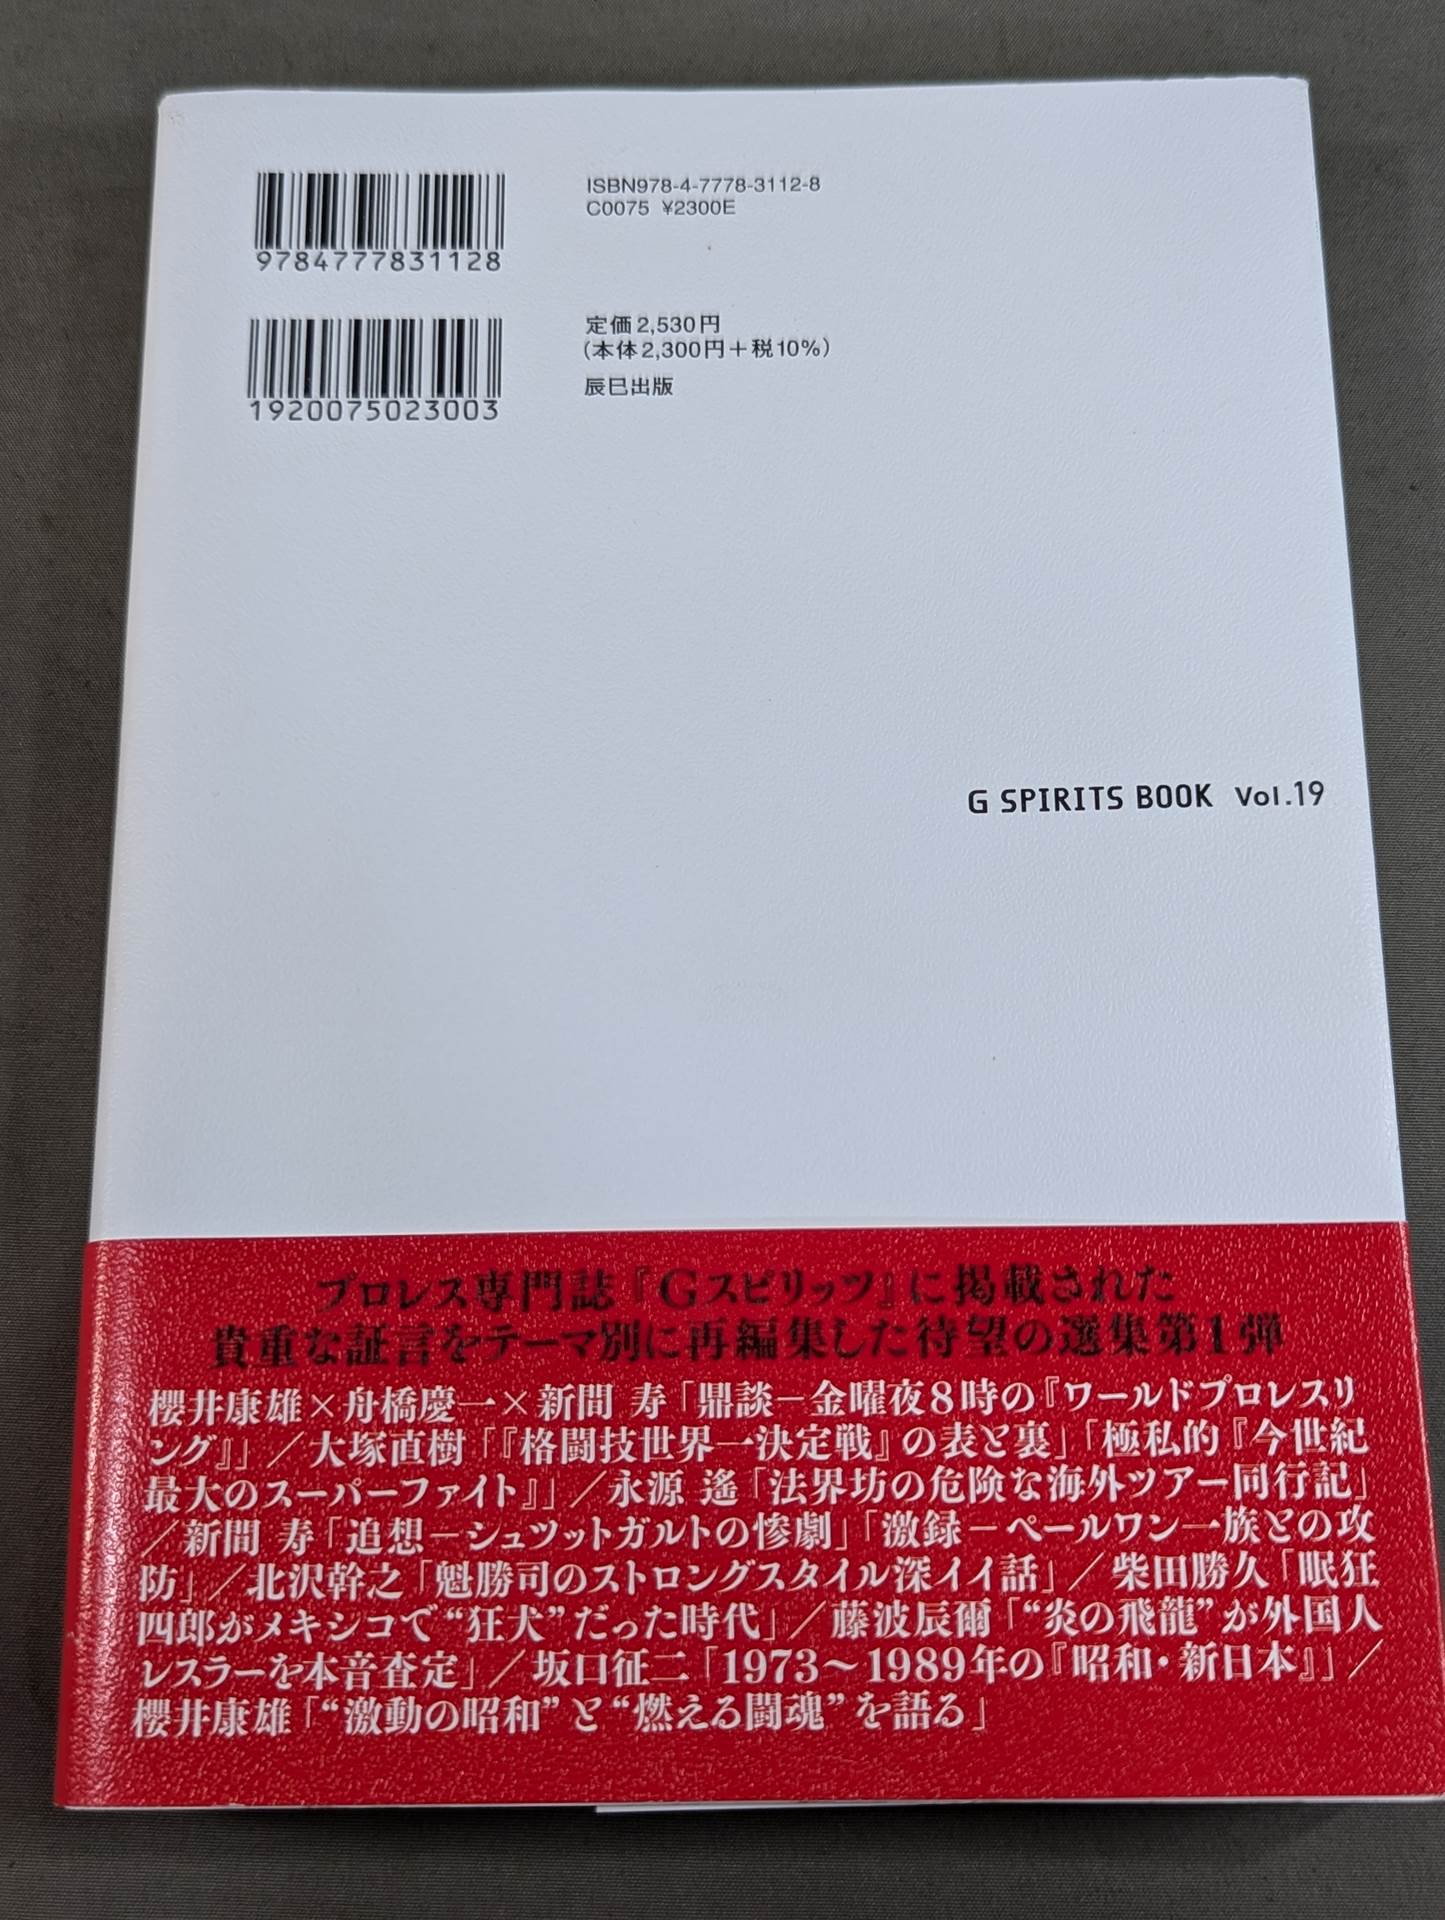 9784777831128
ISBN978-4-7778-3112-8
C0075 ¥2300E
1920075023003
定価2,530円
（本体2,300円＋税10%）
辰巳出版
G SPIRITS BOOK Vol.19
プロレス専門誌『Gスピリッツ』に掲載された
貴重な証言をテーマ別に再編集した待望の選集第1弾
櫻井康雄×舟橋慶一×新間 寿「鼎談－金曜夜8時の『ワールドプロレスリ
ング』」／大塚直樹「『格闘技世界一決定戦』の表と裏」「極私的『今世紀
最大のスーパーファイト』」／永源 遙「法界坊の危険な海外ツアー同行記」
／新間 寿「追想－シュツットガルトの惨劇」「激録－ペールワン一族との攻
防」／北沢幹之「魁勝司のストロングスタイル深イイ話」／柴田勝久「眠狂
四郎がメキシコで“狂犬”だった時代」／藤波辰爾「“炎の飛龍”が外国人
レスラーを本音査定」／坂口征二「1973～1989年の『昭和・新日本』」／
櫻井康雄「“激動の昭和”と“燃える闘魂”を語る」